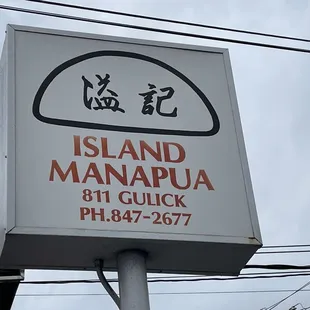 溢記
ISLAND
MANAPUA
811 GULICK
PH.847-2677